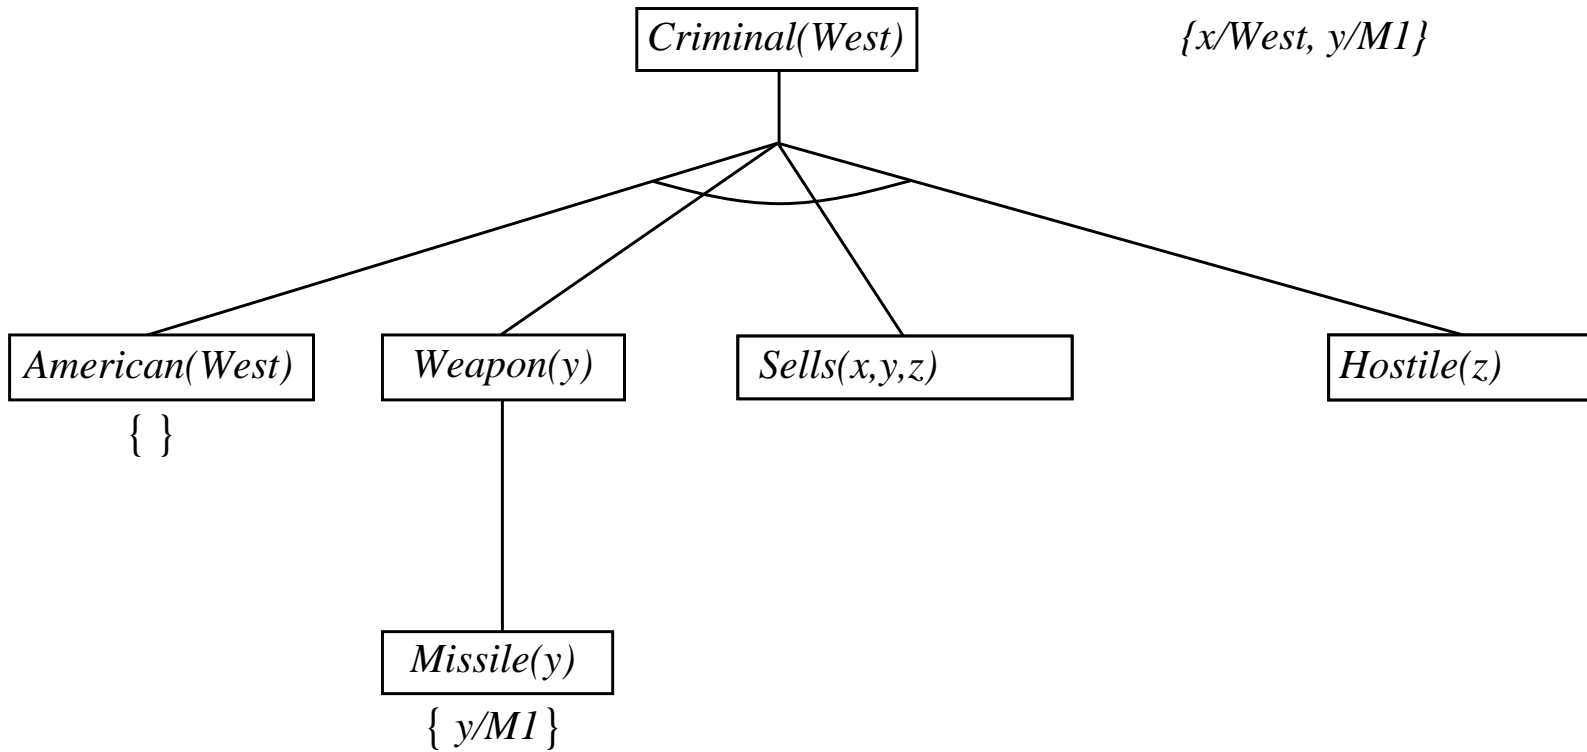 Criminal(West)
{x/West, y/M1}
American(West)
Weapon(y)
Sells(x,y,z)
Hostile(z)
{ }
Missile(y)
{ y/M1 }